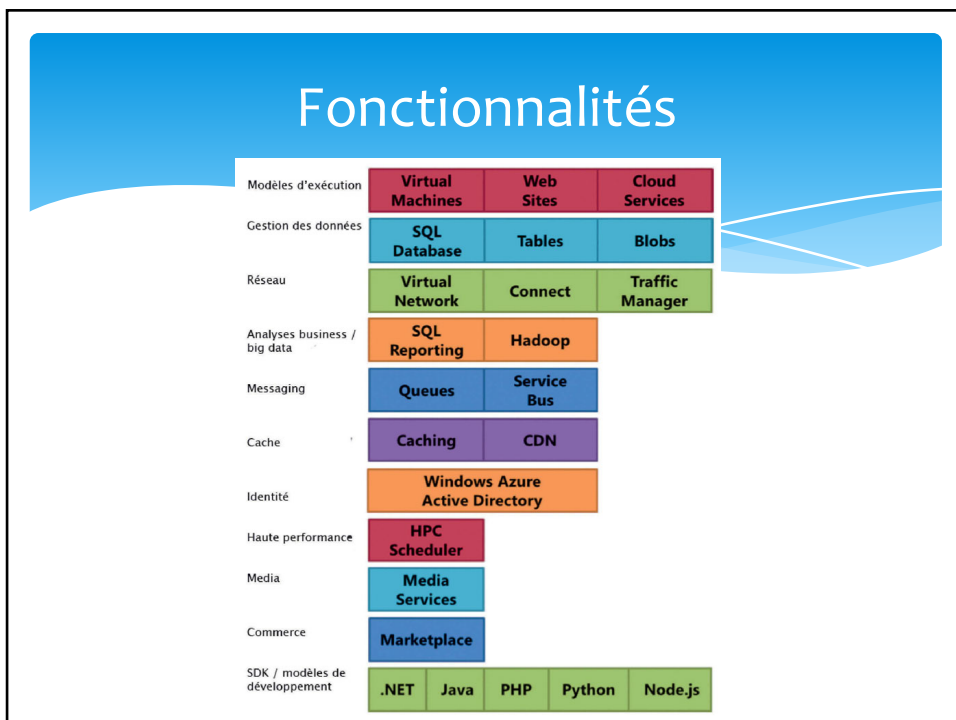 Fonctionnalités
Modèles d'exécution
Virtual
Machines
Web
Sites
Cloud
Services
Gestion des données
SQL
Database
Tables
Blobs
Réseau
Virtual
Network
Connect
Traffic
Manager
Analyses business /
big data
SQL
Reporting
Hadoop
Messaging
Queues
Service
Bus
Cache
Caching
CDN
Identité
Windows Azure
Active Directory
Haute performance
HPC
Scheduler
Media
Media
Services
Commerce
Marketplace
SDK / modèles de
développement
.NET
Java
PHP
Python
Node.js